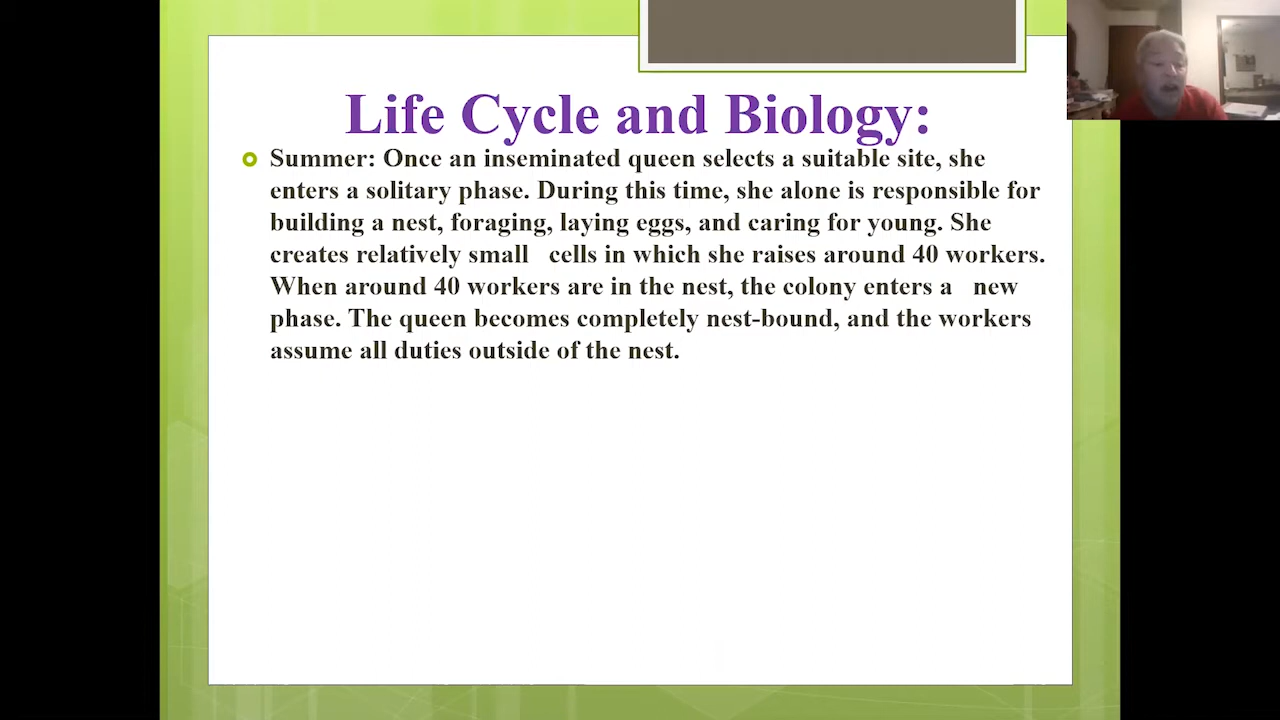 Life Cycle and Biology:
Summer: Once an inseminated queen selects a suitable site, she
enters a solitary phase. During this time, she alone is responsible for
building a nest, foraging, laying eggs, and caring for young. She
creates relatively small cells in which she raises around 40 workers.
When around 40 workers are in the nest, the colony enters a new
phase. The queen becomes completely nest-bound, and the workers
assume all duties outside of the nest.